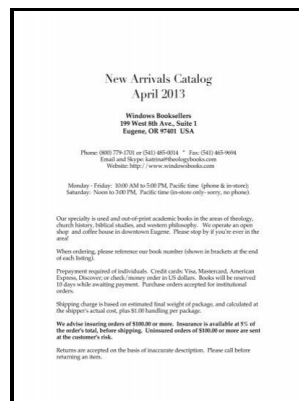 New Arrivals Catalog
April 2013
Windows Booksellers
199 West 8th Ave., Suite 1
Eugene, OR 97401 USA
Phone: (800) 779-1701 or (541) 485-0014 * Fax: (541) 465-9694
Email and Skype: katrina@theologybooks.com
Website: http://www.windowsbooks.com
Monday - Friday: 10:00 AM to 5:00 PM, Pacific time (phone & in-store);
Saturday: Noon to 3:00 PM, Pacific time (in-store only- sorry, no phone).
Our specialty is used and out-of-print academic books in the areas of theology,
church history, biblical studies, and western philosophy. We operate an open
shop and coffee house in downtown Eugene. Please stop by if you're ever in the
area!
When ordering, please reference our book number (shown in brackets at the end
of each listing).
Prepayment required of individuals. Credit cards: Visa, Mastercard, American
Express, Discover; or check/money order in US dollars. Books will be reserved
10 days while awaiting payment. Purchase orders accepted for institutional
orders.
Shipping charge is based on estimated final weight of package, and calculated at
the shipper's actual cost, plus $1.00 handling per package.
We advise insuring orders of $100.00 or more. Insurance is available at 5% of
the order's total, before shipping. Uninsured orders of $100.00 or more are sent
at the customer's risk.
Returns are accepted on the basis of inaccurate description. Please call before
returning an item.